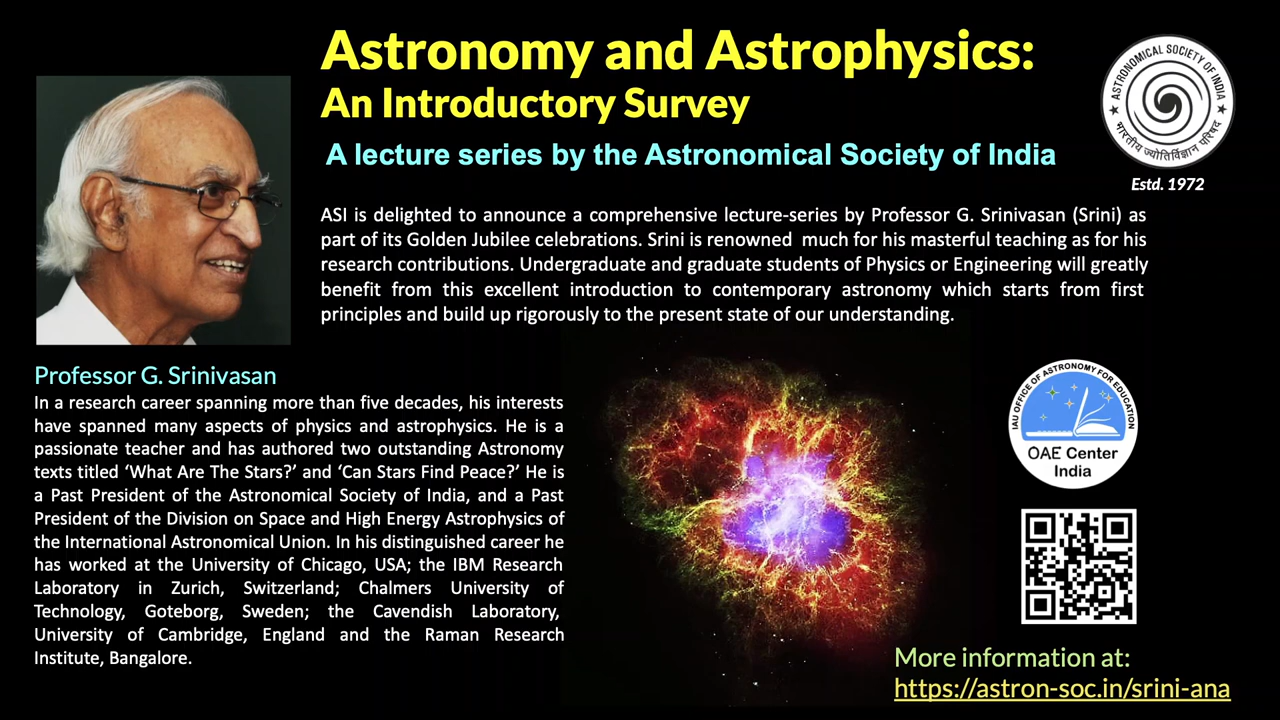 Astronomy and Astrophysics:
An Introductory Survey
A lecture series by the Astronomical Society of India
★ ASTRONOMICAL SOCIETY OF INDIA ★
भारतीय ज्योतिर्विज्ञान परिषद
Estd. 1972
ASI is delighted to announce a comprehensive lecture-series by Professor G. Srinivasan (Srini) as
part of its Golden Jubilee celebrations. Srini is renowned much for his masterful teaching as for his
research contributions. Undergraduate and graduate students of Physics or Engineering will greatly
benefit from this excellent introduction to contemporary astronomy which starts from first
principles and build up rigorously to the present state of our understanding.
Professor G. Srinivasan
In a research career spanning more than five decades, his interests
have spanned many aspects of physics and astrophysics. He is a
passionate teacher and has authored two outstanding Astronomy
texts titled ‘What Are The Stars?’ and ‘Can Stars Find Peace?’ He is
a Past President of the Astronomical Society of India, and a Past
President of the Division on Space and High Energy Astrophysics of
the International Astronomical Union. In his distinguished career he
has worked at the University of Chicago, USA; the IBM Research
Laboratory in Zurich, Switzerland; Chalmers University of
Technology, Goteborg, Sweden; the Cavendish Laboratory,
University of Cambridge, England and the Raman Research
Institute, Bangalore.
IAU OFFICE OF ASTRONOMY FOR EDUCATION
OAE Center
India
More information at:
https://astron-soc.in/srini-ana